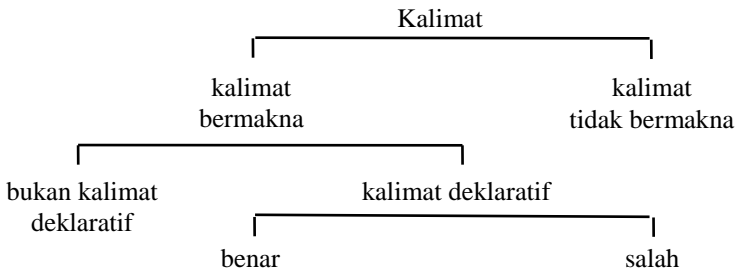 Kalimat
kalimat
bermakna
kalimat
tidak bermakna
bukan kalimat
deklaratif
kalimat deklaratif
benar
salah